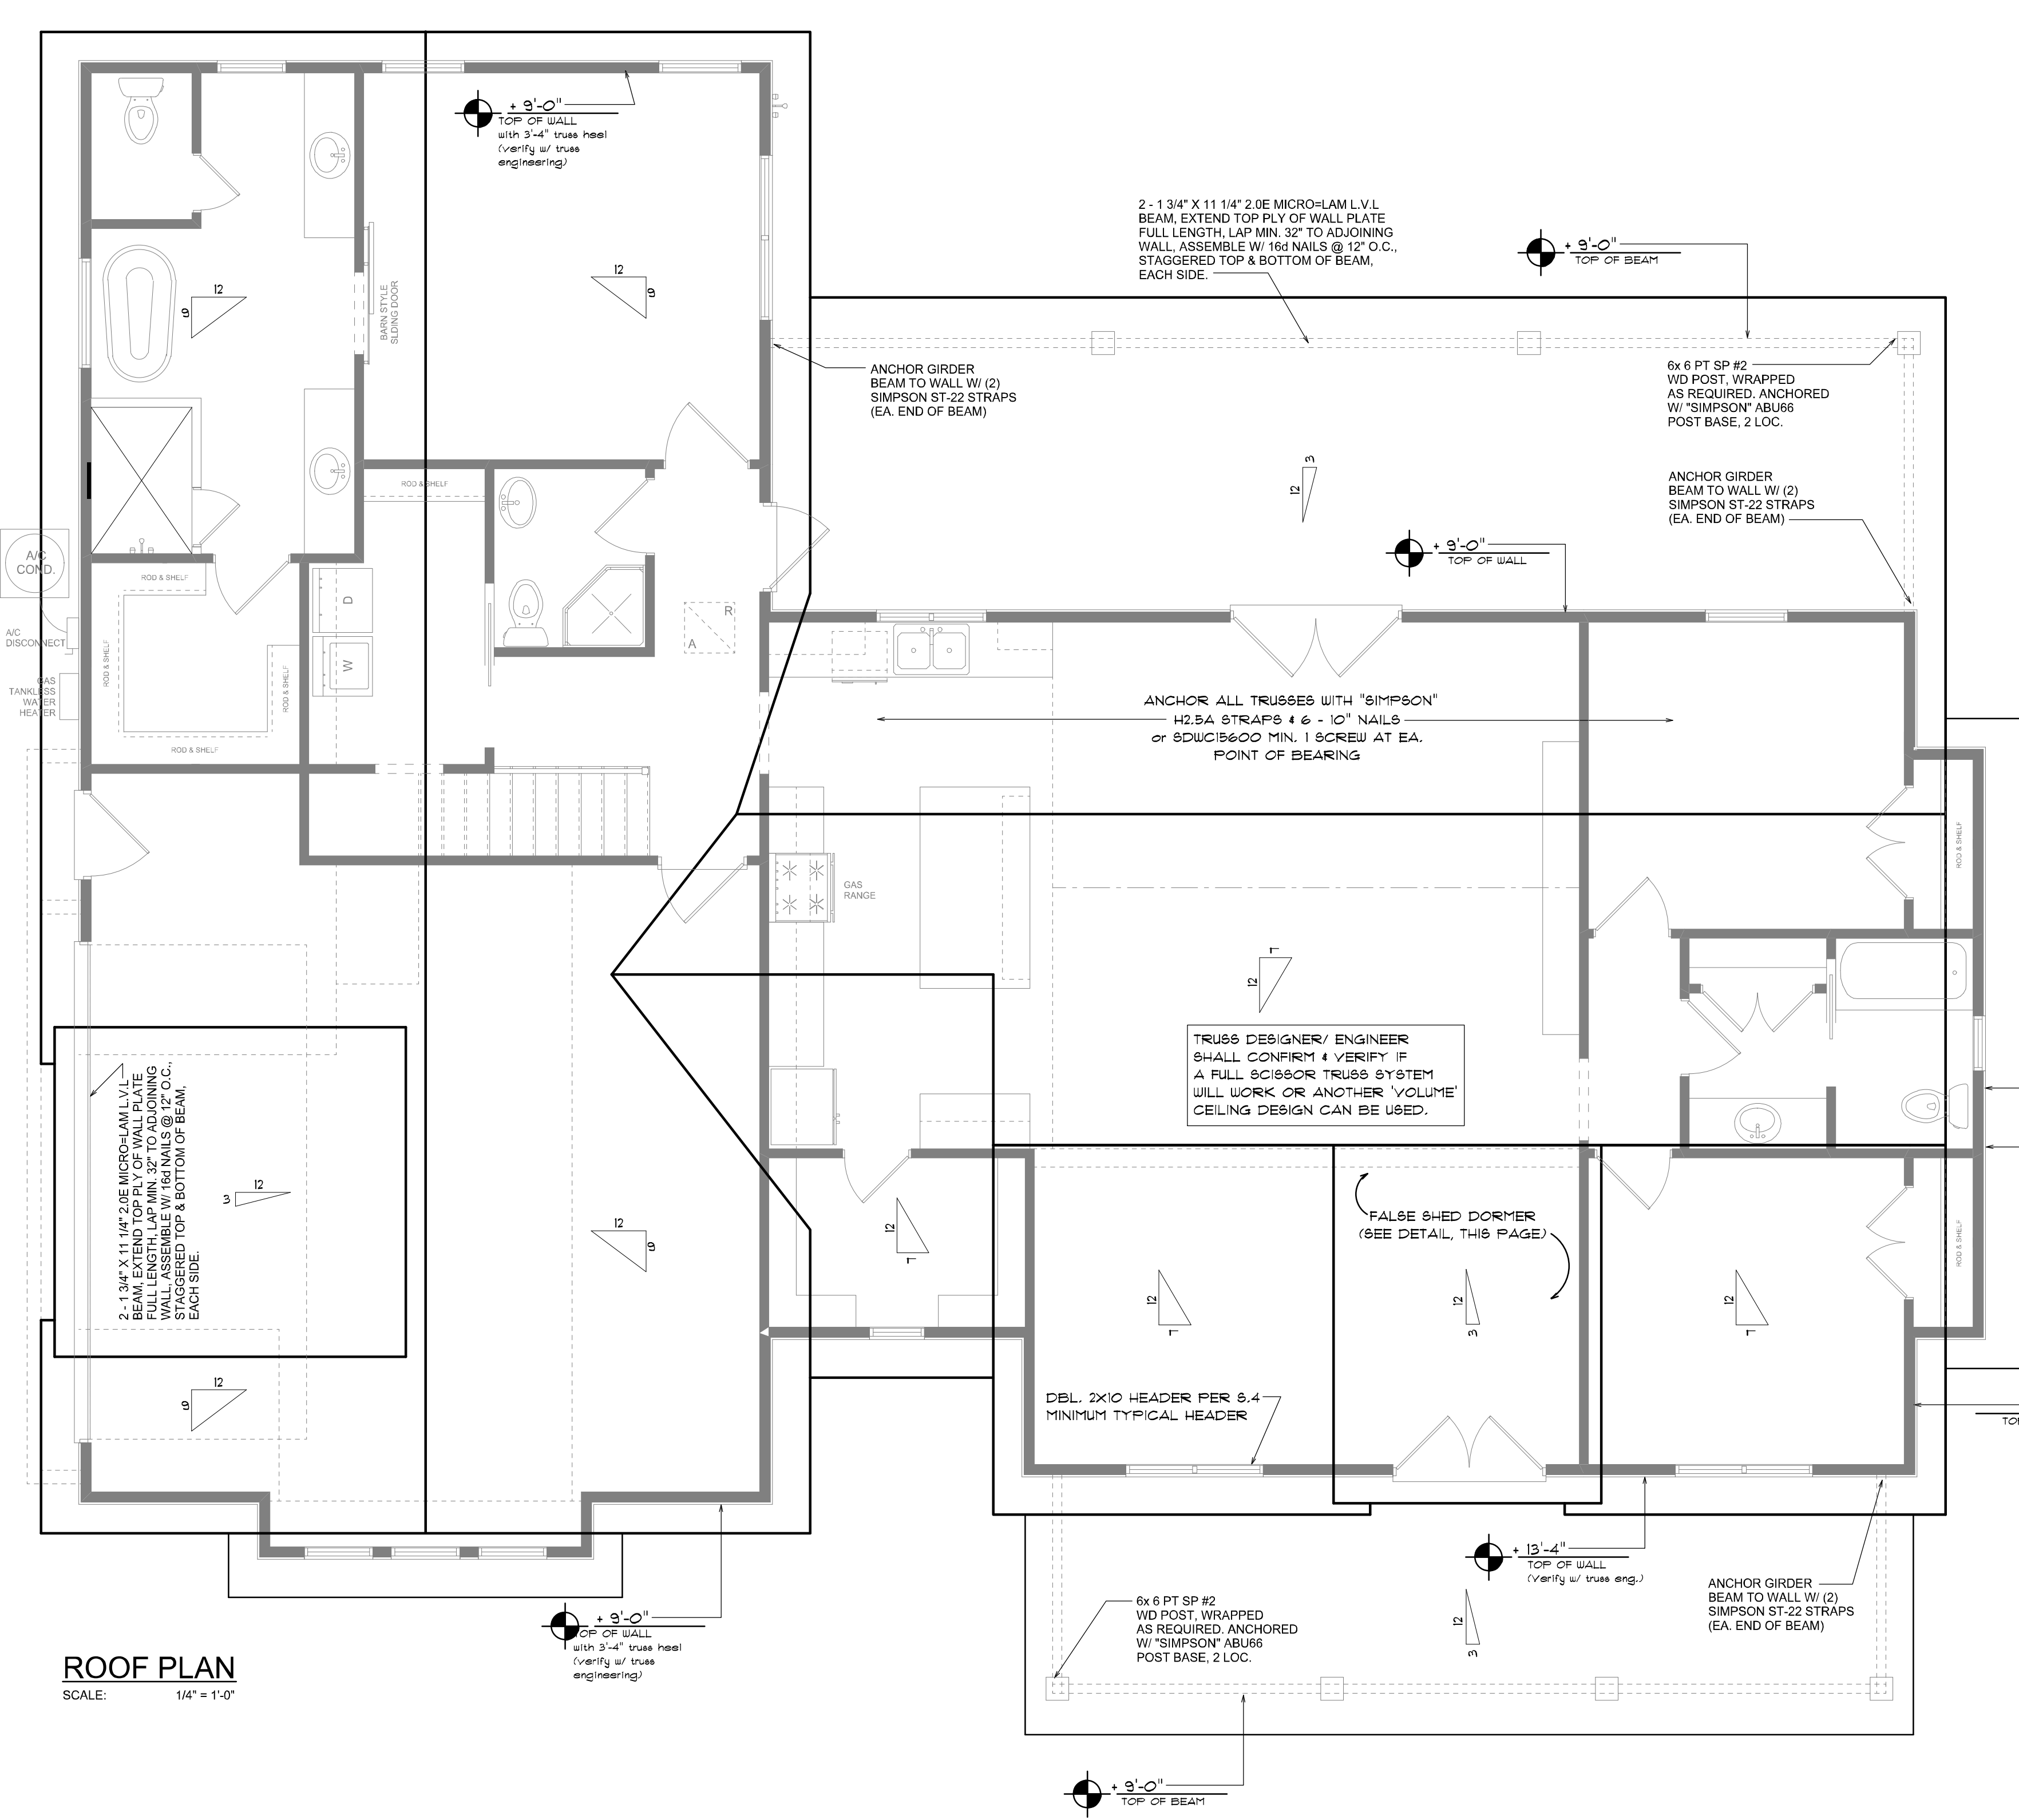 + 9'-0"
TOP OF WALL
with 3'-4" truss heel
(verify w/ truss
engineering)
12
9
12
9
BARN STYLE
SLDING DOOR
2 - 1 3/4" X 11 1/4" 2.0E MICRO=LAM L.V.L
BEAM, EXTEND TOP PLY OF WALL PLATE
FULL LENGTH, LAP MIN. 32" TO ADJOINING
WALL, ASSEMBLE W/ 16d NAILS @ 12" O.C.,
STAGGERED TOP & BOTTOM OF BEAM,
EACH SIDE.
+ 9'-0"
TOP OF BEAM
ANCHOR GIRDER
BEAM TO WALL W/ (2)
SIMPSON ST-22 STRAPS
(EA. END OF BEAM)
6x 6 PT SP #2
WD POST, WRAPPED
AS REQUIRED. ANCHORED
W/ "SIMPSON" ABU66
POST BASE, 2 LOC.
3
12
ANCHOR GIRDER
BEAM TO WALL W/ (2)
SIMPSON ST-22 STRAPS
(EA. END OF BEAM)
+ 9'-0"
TOP OF WALL
ROD & SHELF
A/C
COND.
ROD & SHELF
D
W
R
A
A/C
DISCONNECT
ROD & SHELF
ROD & SHELF
GAS
TANKLESS
WATER
HEATER
ROD & SHELF
ANCHOR ALL TRUSSES WITH "SIMPSON"
H2.5A STRAPS & 6 - 10" NAILS
or SDWC15600 MIN. 1 SCREW AT EA.
POINT OF BEARING
ROD & SHELF
GAS
RANGE
7
12
TRUSS DESIGNER/ ENGINEER
SHALL CONFIRM & VERIFY IF
A FULL SCISSOR TRUSS SYSTEM
WILL WORK OR ANOTHER 'VOLUME'
CEILING DESIGN CAN BE USED.
2 - 1 3/4" X 11 1/4" 2.0E MICRO=LAM L.V.L
BEAM, EXTEND TOP PLY OF WALL PLATE
FULL LENGTH, LAP MIN. 32" TO ADJOINING
WALL, ASSEMBLE W/ 16d NAILS @ 12" O.C.,
STAGGERED TOP & BOTTOM OF BEAM,
EACH SIDE.
12
3
12
9
12
7
FALSE SHED DORMER
(SEE DETAIL, THIS PAGE)
ROD & SHELF
12
7
12
3
12
7
12
9
DBL. 2X10 HEADER PER S.4
MINIMUM TYPICAL HEADER
TO
+ 13'-4"
TOP OF WALL
(Verify w/ truss eng.)
+ 9'-0"
TOP OF WALL
with 3'-4" truss heel
(verify w/ truss
engineering)
6x 6 PT SP #2
WD POST, WRAPPED
AS REQUIRED. ANCHORED
W/ "SIMPSON" ABU66
POST BASE, 2 LOC.
12
3
ANCHOR GIRDER
BEAM TO WALL W/ (2)
SIMPSON ST-22 STRAPS
(EA. END OF BEAM)
ROOF PLAN
SCALE: 1/4" = 1'-0"
+ 9'-0"
TOP OF BEAM